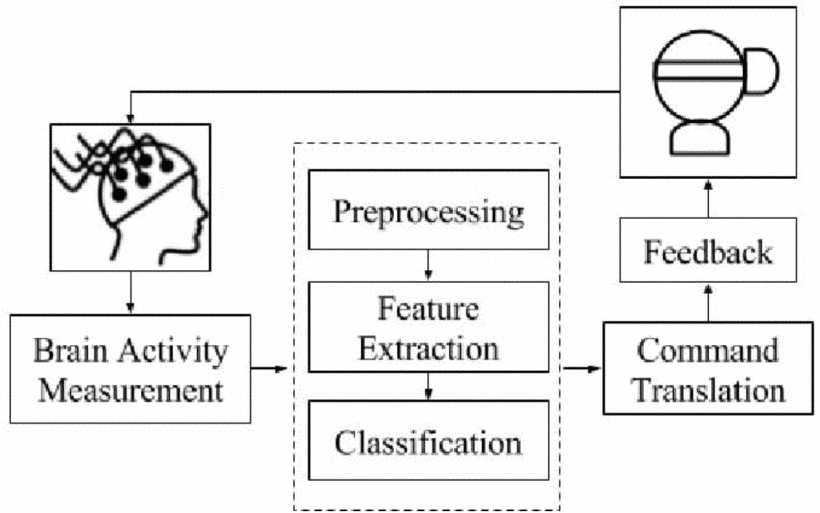 Brain Activity
Measurement
Preprocessing
Feature
Extraction
Classification
Command
Translation
Feedback